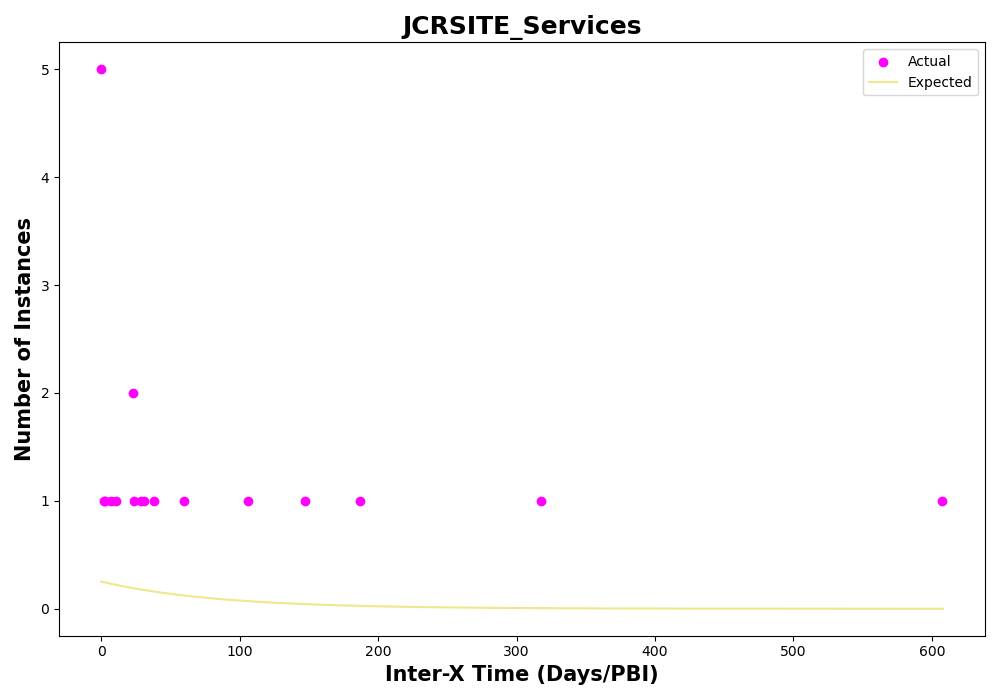 JCRSITE_Services
Actual
Expected
5
4
3
2
1
0
Number of Instances
0 100 200 300 400 500 600
Inter-X Time (Days/PBI)